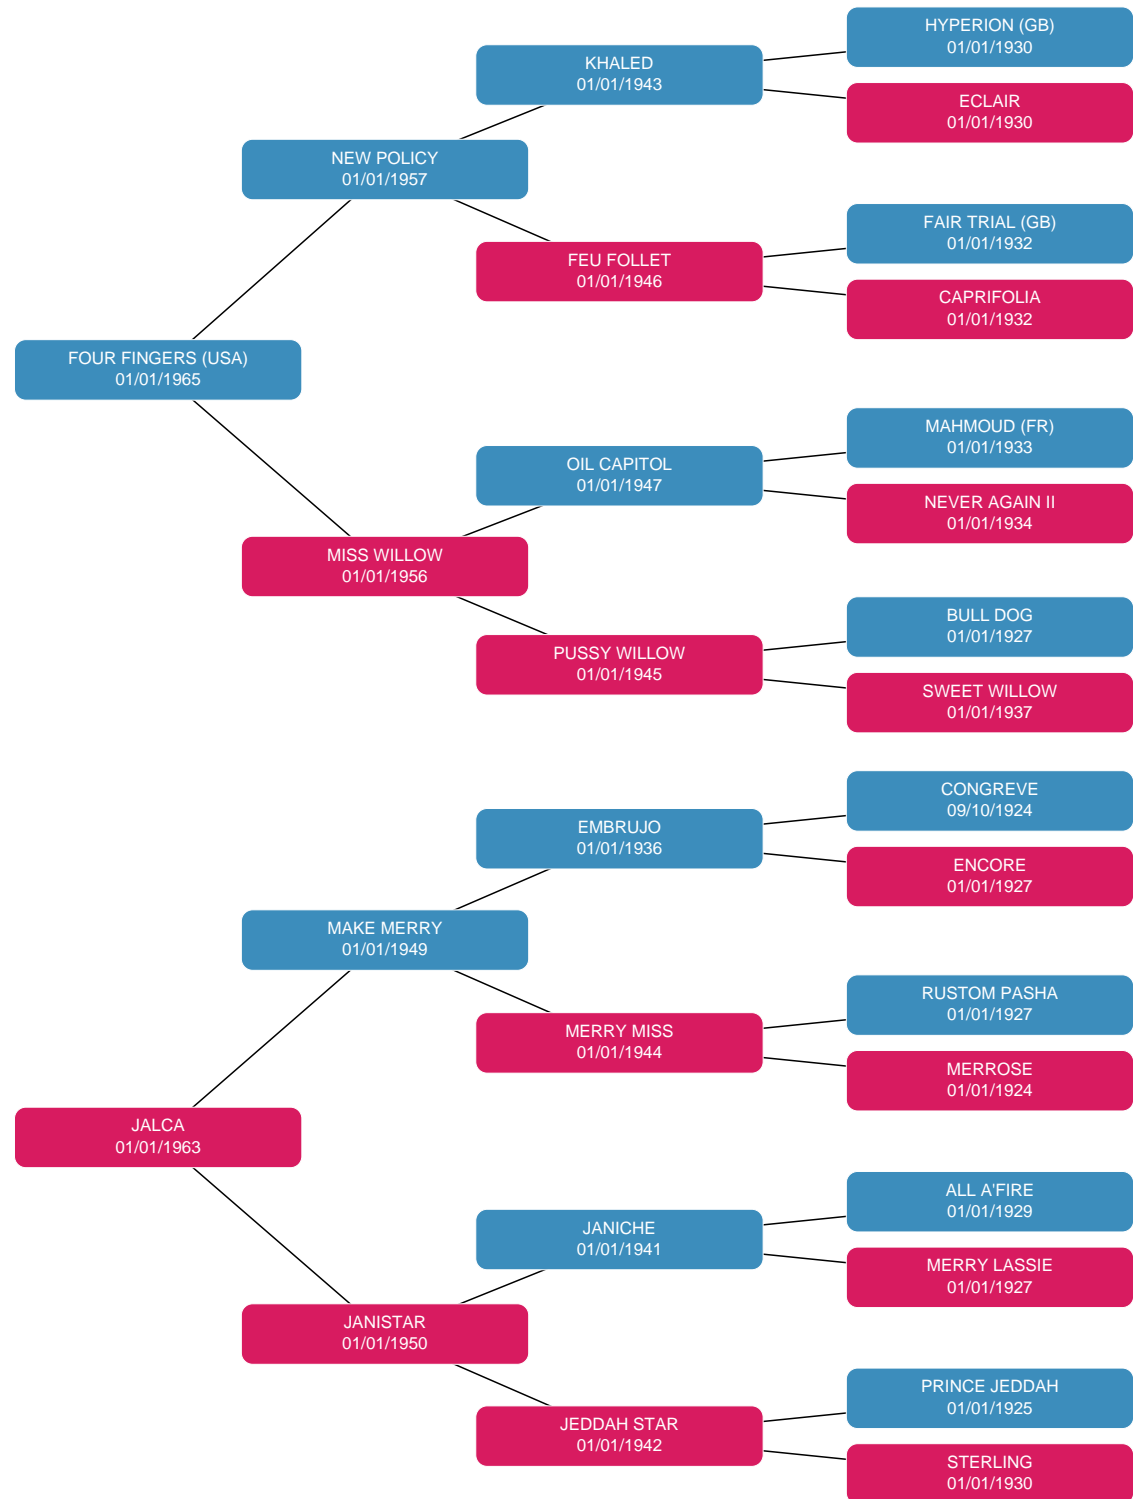 HYPERION (GB)
01/01/1930
KHALED
01/01/1943
ECLAIR
01/01/1930
NEW POLICY
01/01/1957
FAIR TRIAL (GB)
01/01/1932
FEU FOLLET
01/01/1946
CAPRIFOLIA
01/01/1932
FOUR FINGERS (USA)
01/01/1965
MAHMOUD (FR)
01/01/1933
OIL CAPITOL
01/01/1947
NEVER AGAIN II
01/01/1934
MISS WILLOW
01/01/1956
BULL DOG
01/01/1927
PUSSY WILLOW
01/01/1945
SWEET WILLOW
01/01/1937
CONGREVE
09/10/1924
EMBRUJO
01/01/1936
ENCORE
01/01/1927
MAKE MERRY
01/01/1949
RUSTOM PASHA
01/01/1927
MERRY MISS
01/01/1944
MERROSE
01/01/1924
JALCA
01/01/1963
ALL A'FIRE
01/01/1929
JANICHE
01/01/1941
MERRY LASSIE
01/01/1927
JANISTAR
01/01/1950
PRINCE JEDDAH
01/01/1925
JEDDAH STAR
01/01/1942
STERLING
01/01/1930